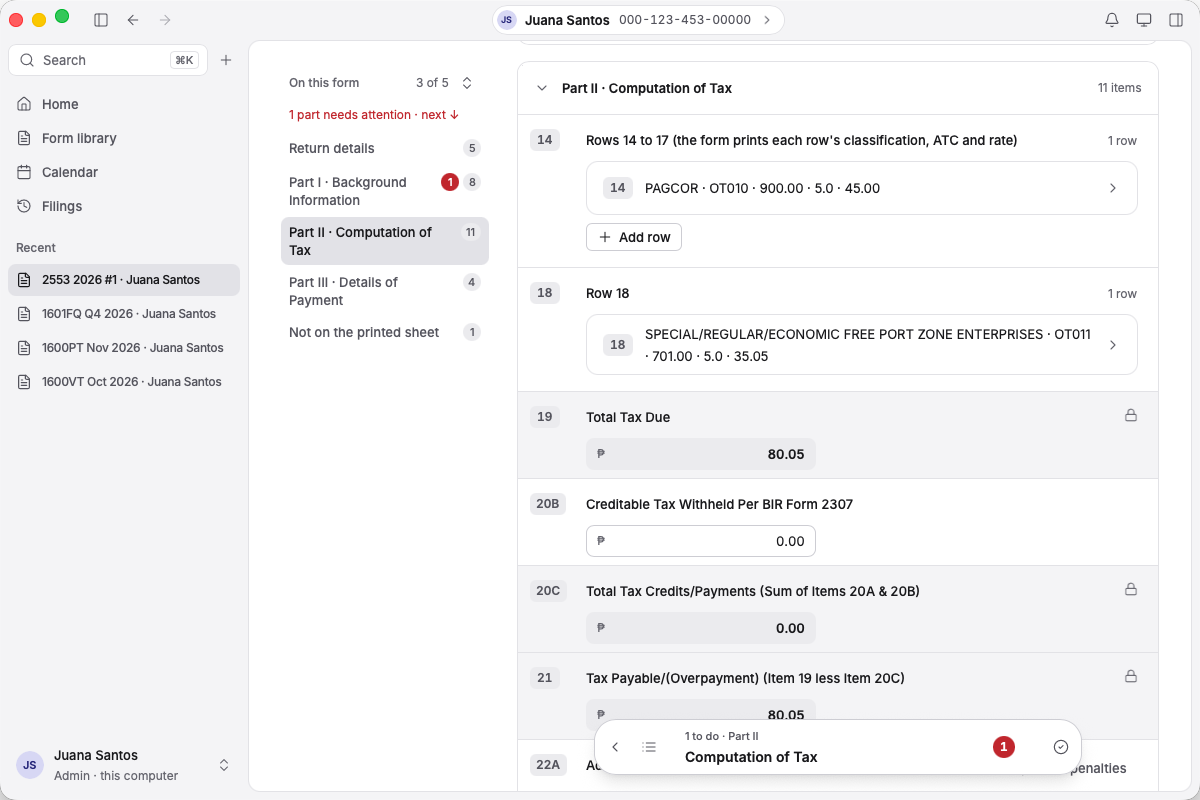 JS Juana Santos 000-123-453-00000
Search ⌘K
Home
Form library
Calendar
Filings
Recent
2553 2026 #1 · Juana Santos
1601FQ Q4 2026 · Juana Santos
1600PT Nov 2026 · Juana Santos
1600VT Oct 2026 · Juana Santos
JS Juana Santos
Admin · this computer
On this form 3 of 5
1 part needs attention · next ↓
Return details 5
Part I · Background Information 1 8
Part II · Computation of Tax 11
Part III · Details of Payment 4
Not on the printed sheet 1
Part II · Computation of Tax 11 items
14 Rows 14 to 17 (the form prints each row's classification, ATC and rate) 1 row
14 PAGCOR · OT010 · 900.00 · 5.0 · 45.00
Add row
18 Row 18 1 row
18 SPECIAL/REGULAR/ECONOMIC FREE PORT ZONE ENTERPRISES · OT011
· 701.00 · 5.0 · 35.05
19 Total Tax Due
₱ 80.05
20B Creditable Tax Withheld Per BIR Form 2307
₱ 0.00
20C Total Tax Credits/Payments (Sum of Items 20A & 20B)
₱ 0.00
21 Tax Payable/(Overpayment) (Item 19 less Item 20C)
₱ 80.05
22A penalties
1 to do · Part II
Computation of Tax 1